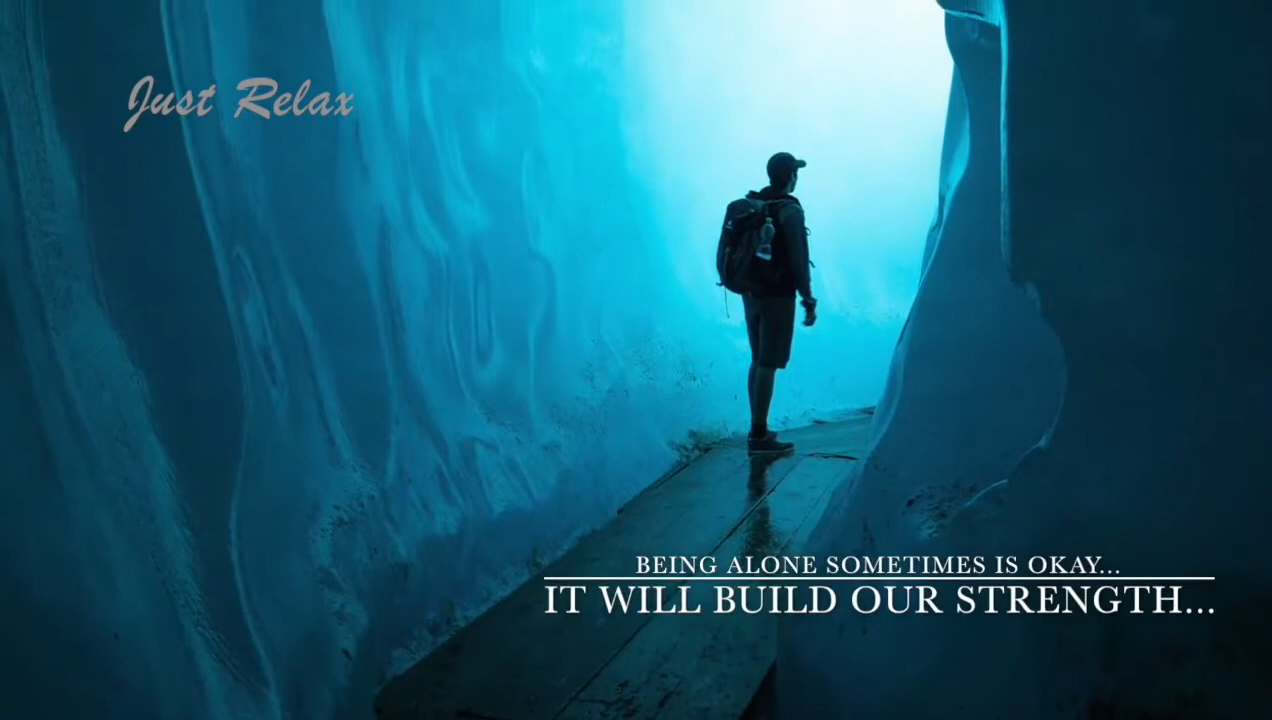 Just Relax
BEING ALONE SOMETIMES IS OKAY...
IT WILL BUILD OUR STRENGTH...